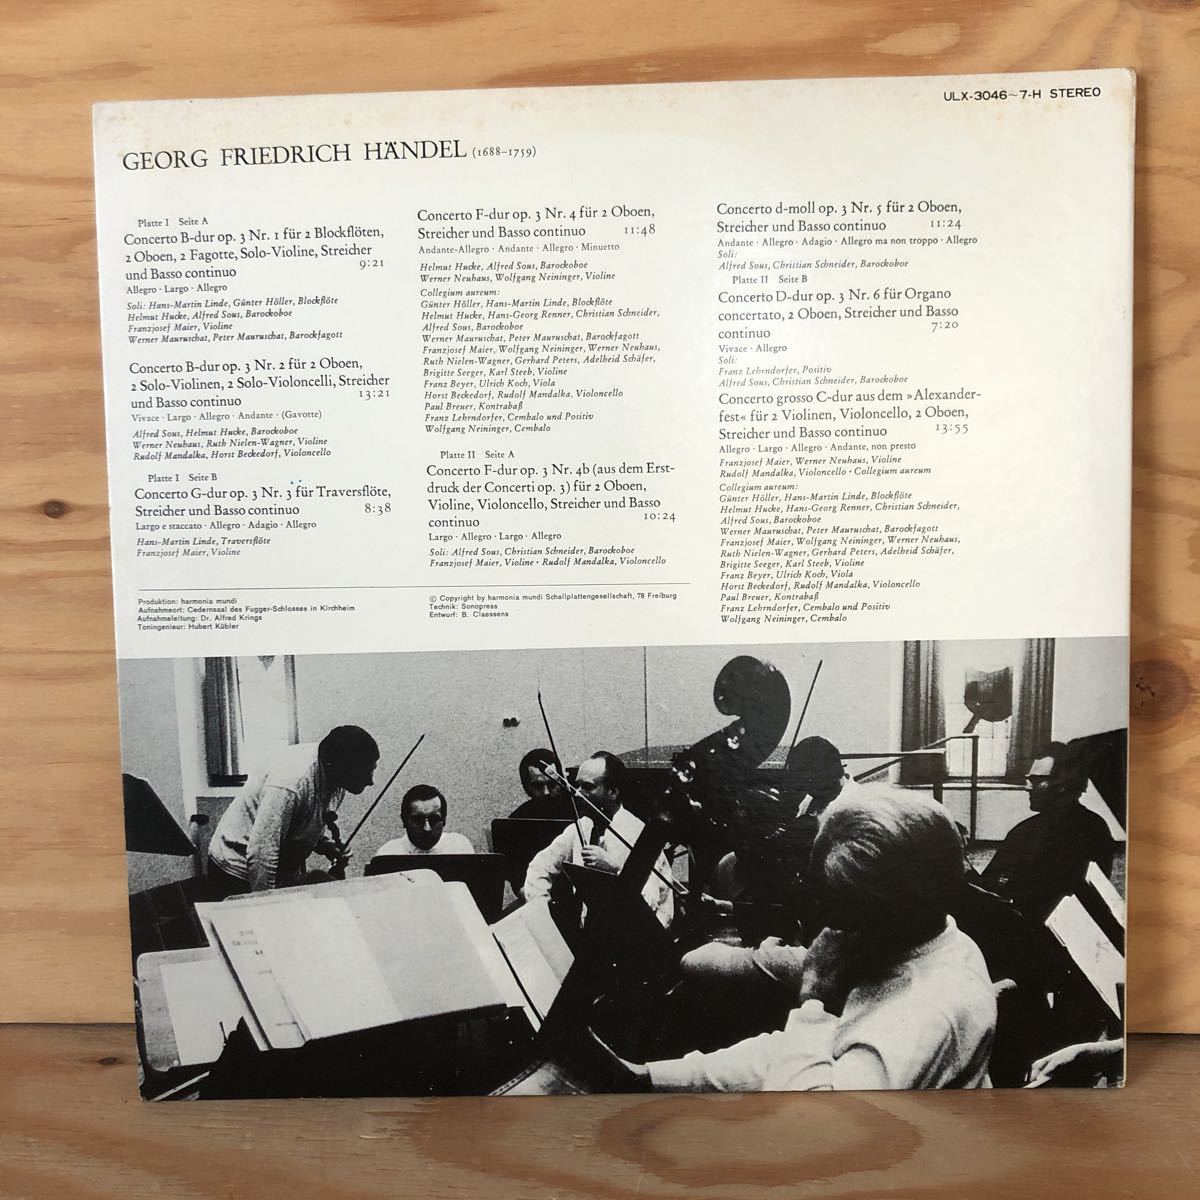 ULX-3046~7-H STEREO
GEORG FRIEDRICH HÄNDEL (1688–1759)
Platte I Seite A
Concerto B-dur op. 3 Nr. 1 für 2 Blockflöten,
2 Oboen, 2 Fagotte, Solo-Violine, Streicher
und Basso continuo 9:21
Allegro · Largo · Allegro
Soli: Hans-Martin Linde, Günter Höller, Blockflöte
Helmut Hucke, Alfred Sous, Barockoboe
Franzjosef Maier, Violine
Werner Mauruschat, Peter Mauruschat, Barockfagott
Concerto B-dur op. 3 Nr. 2 für 2 Oboen,
2 Solo-Violinen, 2 Solo-Violoncelli, Streicher
und Basso continuo 13:21
Vivace · Largo · Allegro · Andante · (Gavotte)
Alfred Sous, Helmut Hucke, Barockoboe
Werner Neuhaus, Ruth Nielen-Wagner, Violine
Rudolf Mandalka, Horst Beckedorf, Violoncello
Platte I Seite B
Concerto G-dur op. 3 Nr. 3 für Traversflöte,
Streicher und Basso continuo 8:38
Largo e staccato · Allegro · Adagio · Allegro
Hans-Martin Linde, Traversflöte
Franzjosef Maier, Violine
Concerto F-dur op. 3 Nr. 4 für 2 Oboen,
Streicher und Basso continuo 11:48
Andante-Allegro · Andante · Allegro · Minuetto
Helmut Hucke, Alfred Sous, Barockoboe
Werner Neuhaus, Wolfgang Neininger, Violine
Collegium aureum:
Günter Höller, Hans-Martin Linde, Blockflöte
Helmut Hucke, Hans-Georg Renner, Christian Schneider,
Alfred Sous, Barockoboe
Werner Mauruschat, Peter Mauruschat, Barockfagott
Franzjosef Maier, Wolfgang Neininger, Werner Neuhaus,
Ruth Nielen-Wagner, Gerhard Peters, Adelheid Schäfer,
Brigitte Seeger, Karl Steeb, Violine
Franz Beyer, Ulrich Koch, Viola
Horst Beckedorf, Rudolf Mandalka, Violoncello
Paul Breuer, Kontrabaß
Franz Lehrndorfer, Cembalo und Positiv
Wolfgang Neininger, Cembalo
Platte II Seite A
Concerto F-dur op. 3 Nr. 4b (aus dem Erst-
druck der Concerti op. 3) für 2 Oboen,
Violine, Violoncello, Streicher und Basso
continuo 10:24
Largo · Allegro · Largo · Allegro
Soli: Alfred Sous, Christian Schneider, Barockoboe
Franzjosef Maier, Violine · Rudolf Mandalka, Violoncello
Concerto d-moll op. 3 Nr. 5 für 2 Oboen,
Streicher und Basso continuo 11:24
Andante · Allegro · Adagio · Allegro ma non troppo · Allegro
Soli:
Alfred Sous, Christian Schneider, Barockoboe
Platte II Seite B
Concerto D-dur op. 3 Nr. 6 für Organo
concertato, 2 Oboen, Streicher und Basso
continuo 7:20
Vivace · Allegro
Soli:
Franz Lehrndorfer, Positiv
Alfred Sous, Christian Schneider, Barockoboe
Concerto grosso C-dur aus dem »Alexander-
fest« für 2 Violinen, Violoncello, 2 Oboen,
Streicher und Basso continuo 13:55
Allegro · Largo · Allegro · Andante, non presto
Franzjosef Maier, Werner Neuhaus, Violine
Rudolf Mandalka, Violoncello · Collegium aureum
Collegium aureum:
Günter Höller, Hans-Martin Linde, Blockflöte
Helmut Hucke, Hans-Georg Renner, Christian Schneider,
Alfred Sous, Barockoboe
Werner Mauruschat, Peter Mauruschat, Barockfagott
Franzjosef Maier, Wolfgang Neininger, Werner Neuhaus,
Ruth Nielen-Wagner, Gerhard Peters, Adelheid Schäfer,
Brigitte Seeger, Karl Steeb, Violine
Franz Beyer, Ulrich Koch, Viola
Horst Beckedorf, Rudolf Mandalka, Violoncello
Paul Breuer, Kontrabaß
Franz Lehrndorfer, Cembalo und Positiv
Wolfgang Neininger, Cembalo
Produktion: harmonia mundi
Aufnahmeort: Cedernsaal des Fugger-Schlosses in Kirchheim
Aufnahmeleitung: Dr. Alfred Krings
Toningenieur: Hubert Kübler
© Copyright by harmonia mundi Schallplattengesellschaft, 78 Freiburg
Technik: Sonopress
Entwurf: B. Claessens